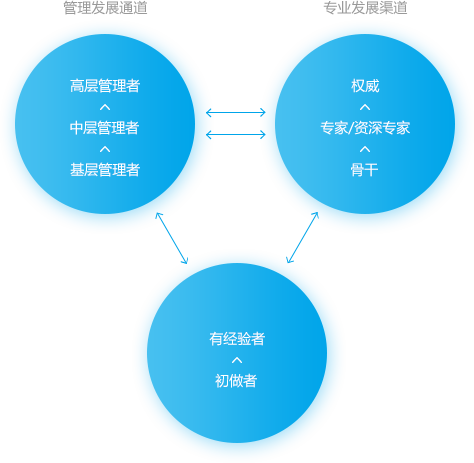 管理发展通道
专业发展渠道
高层管理者
中层管理者
基层管理者
权威
专家/资深专家
骨干
有经验者
初做者